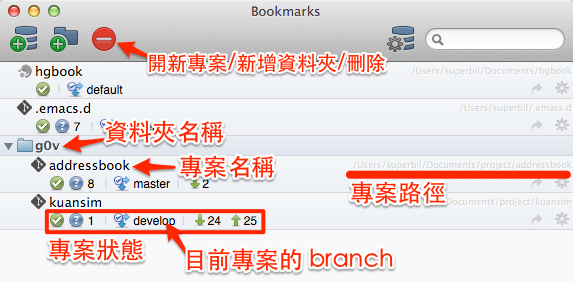 Bookmarks
開新專案/新增資料夾/刪除
hgbook
/Users/superbil/Documents/hgbook
default
.emacs.d
/Users/superbil/.emacs.d
7
資料夾名稱
g0v
addressbook
專案名稱
/Users/superbil/Documents/project/addressbook
8 master 2
專案路徑
kuansim
/Users/superbil/Documents/project/kuansim
1 develop 24 25
專案狀態
目前專案的 branch